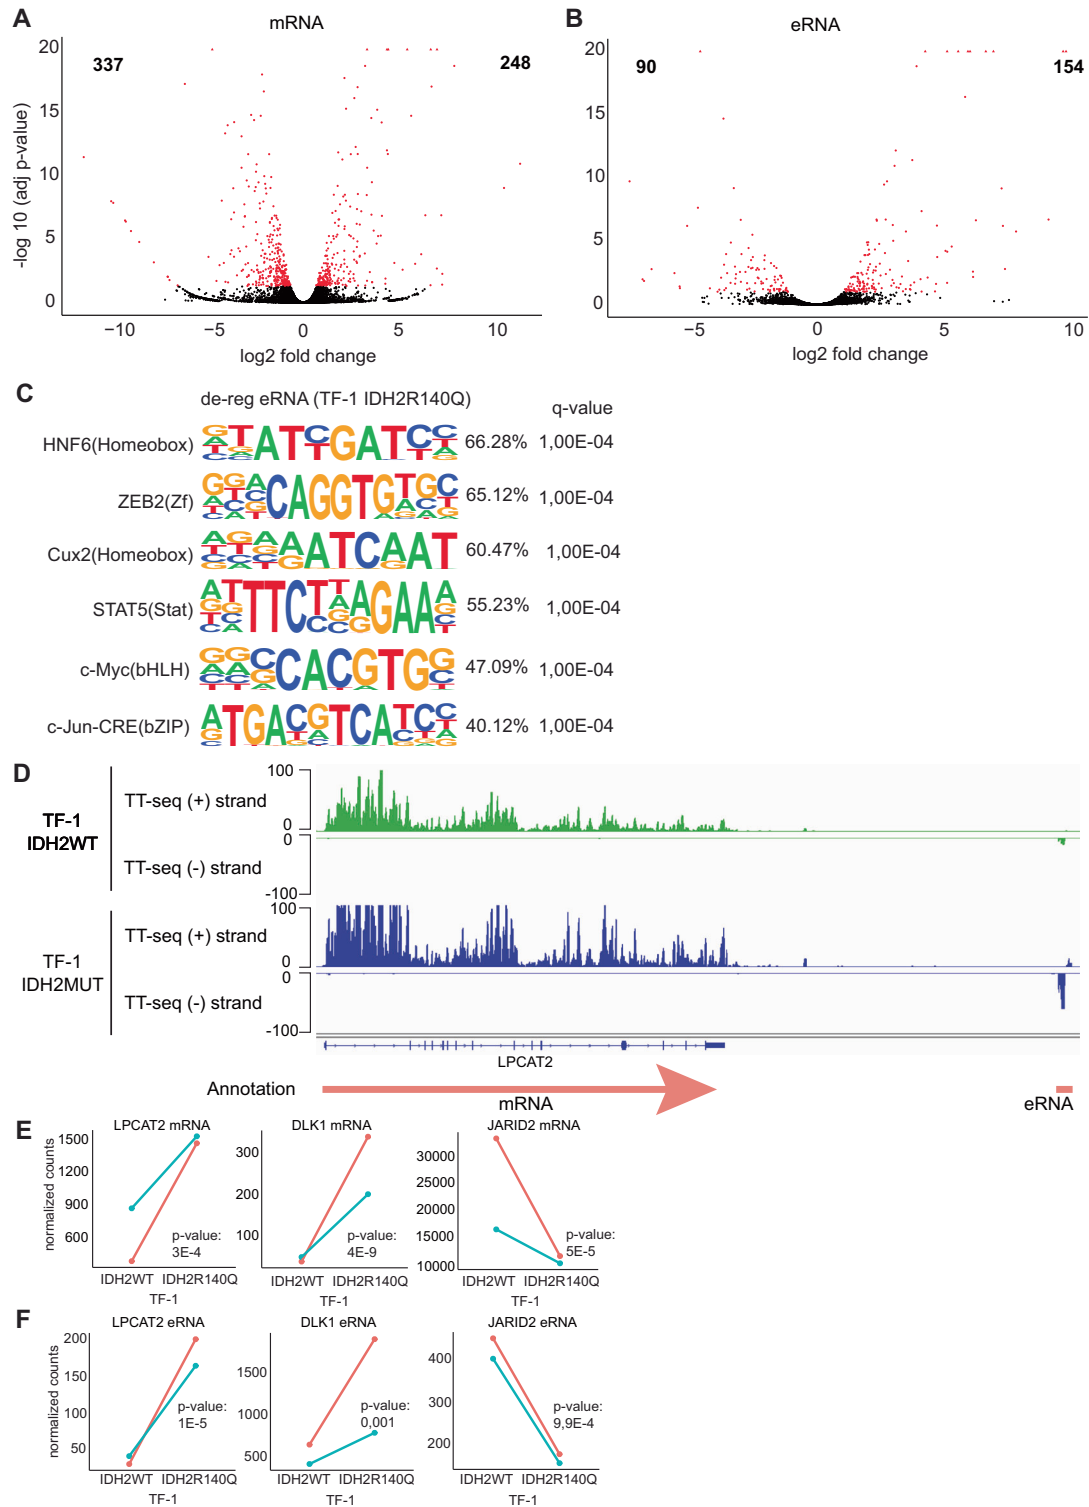 A
mRNA
337
248
20
15
10
5
0
-log 10 (adj p-value)
−10
−5
0
5
10
log2 fold change
B
eRNA
90
154
20
15
10
5
0
−5
0
5
10
log2 fold change
C
de-reg eRNA (TF-1 IDH2R140Q)
q-value
HNF6(Homeobox)
66.28%
1,00E-04
ZEB2(Zf)
65.12%
1,00E-04
Cux2(Homeobox)
60.47%
1,00E-04
STAT5(Stat)
55.23%
1,00E-04
c-Myc(bHLH)
47.09%
1,00E-04
c-Jun-CRE(bZIP)
40.12%
1,00E-04
D
TF-1
IDH2WT
TT-seq (+) strand
100
0
TT-seq (-) strand
0
-100
TF-1
IDH2MUT
TT-seq (+) strand
100
0
TT-seq (-) strand
0
-100
LPCAT2
Annotation
mRNA
eRNA
E
normalized counts
LPCAT2 mRNA
1500
1200
900
600
p-value:
3E-4
IDH2WT IDH2R140Q
TF-1
DLK1 mRNA
300
200
100
p-value:
4E-9
IDH2WT IDH2R140Q
TF-1
JARID2 mRNA
30000
25000
20000
15000
10000
p-value:
5E-5
IDH2WT IDH2R140Q
TF-1
F
normalized counts
LPCAT2 eRNA
200
150
100
50
p-value:
1E-5
IDH2WT IDH2R140Q
TF-1
DLK1 eRNA
1500
1000
500
p-value:
0,001
IDH2WT IDH2R140Q
TF-1
JARID2 eRNA
400
300
200
p-value:
9,9E-4
IDH2WT IDH2R140Q
TF-1